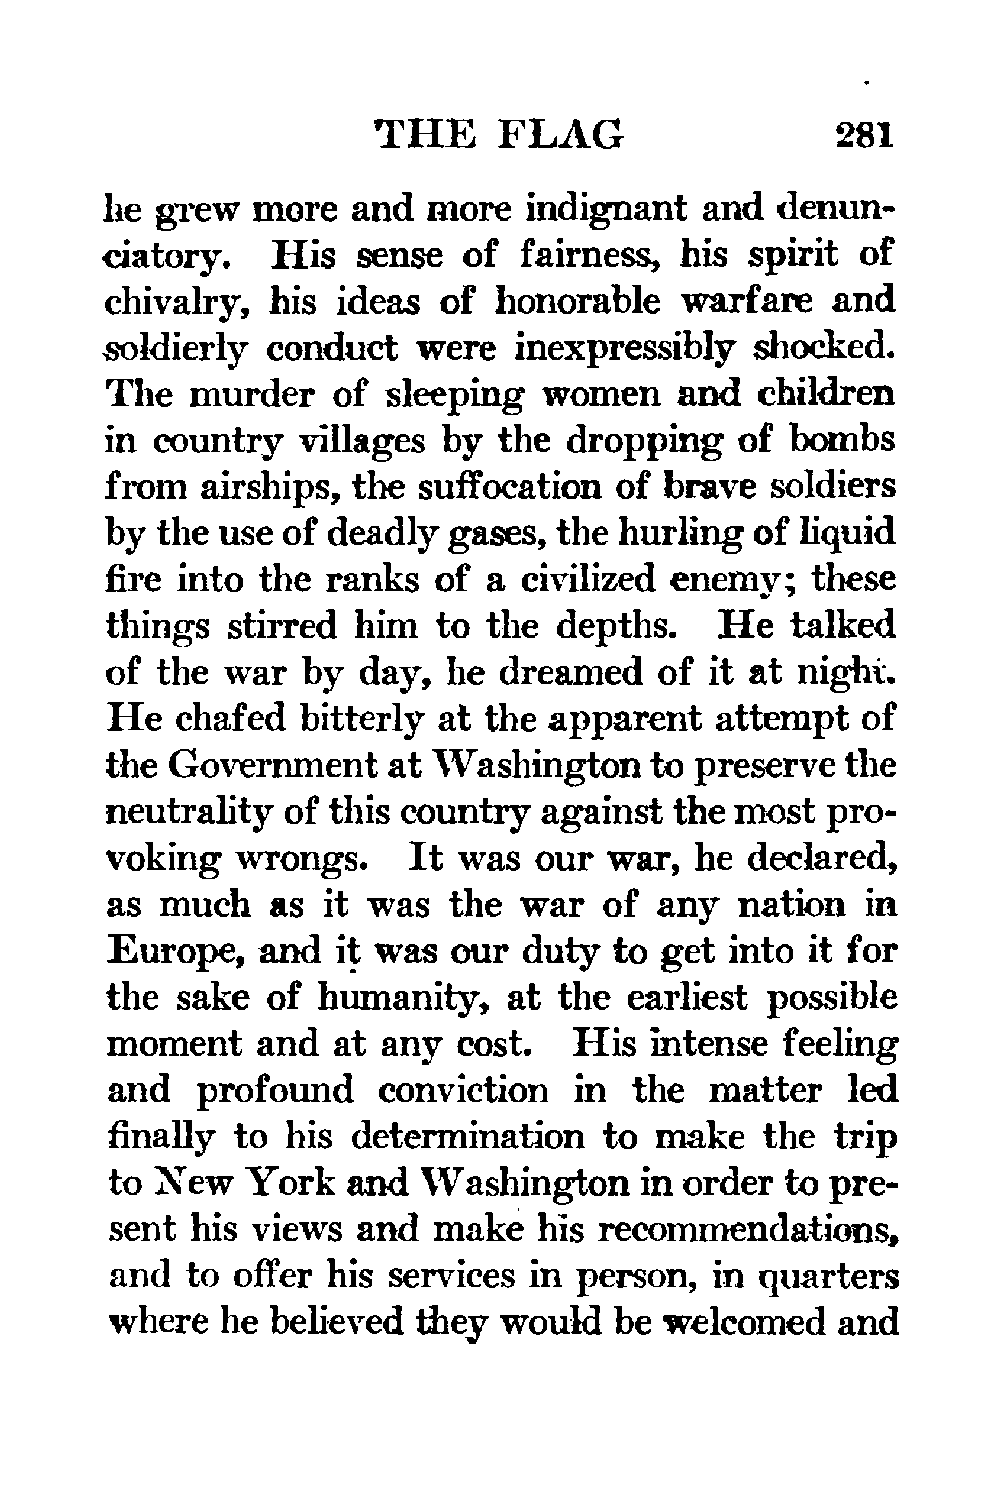 THE FLAG 281
he grew more and more indignant and denun-
ciatory. His sense of fairness, his spirit of
chivalry, his ideas of honorable warfare and
soldierly conduct were inexpressibly shocked.
The murder of sleeping women and children
in country villages by the dropping of bombs
from airships, the suffocation of brave soldiers
by the use of deadly gases, the hurling of liquid
fire into the ranks of a civilized enemy; these
things stirred him to the depths. He talked
of the war by day, he dreamed of it at night.
He chafed bitterly at the apparent attempt of
the Government at Washington to preserve the
neutrality of this country against the most pro-
voking wrongs. It was our war, he declared,
as much as it was the war of any nation in
Europe, and it was our duty to get into it for
the sake of humanity, at the earliest possible
moment and at any cost. His intense feeling
and profound conviction in the matter led
finally to his determination to make the trip
to New York and Washington in order to pre-
sent his views and make his recommendations,
and to offer his services in person, in quarters
where he believed they would be welcomed and